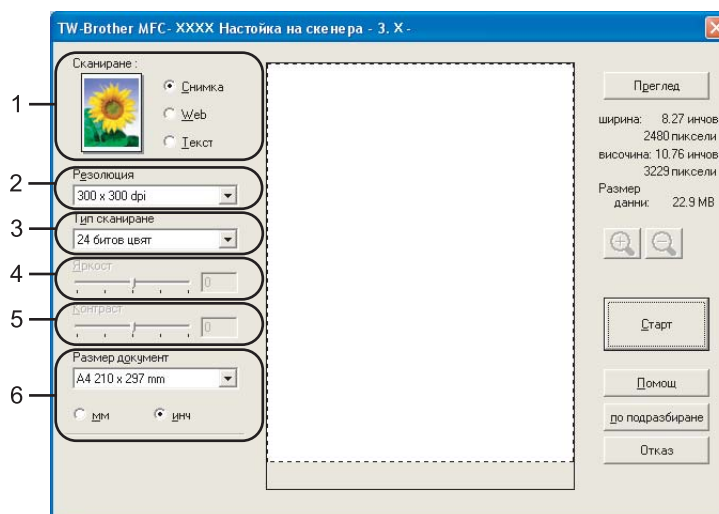 TW-Brother MFC- XXXX Настойка на скенера - 3. X -
1
Сканиране :
Снимка
Web
Текст
2
Резолюция
300 x 300 dpi
3
Тип сканиране
24 битов цвят
4
Яркост
0
5
Контраст
0
6
Размер документ
A4 210 x 297 mm
мм
инч
Преглед
ширина: 8.27 инчов
2480 пиксели
височина: 10.76 инчов
3229 пиксели
Размер
данни: 22.9 MB
Старт
Помощ
по подразбиране
Отказ